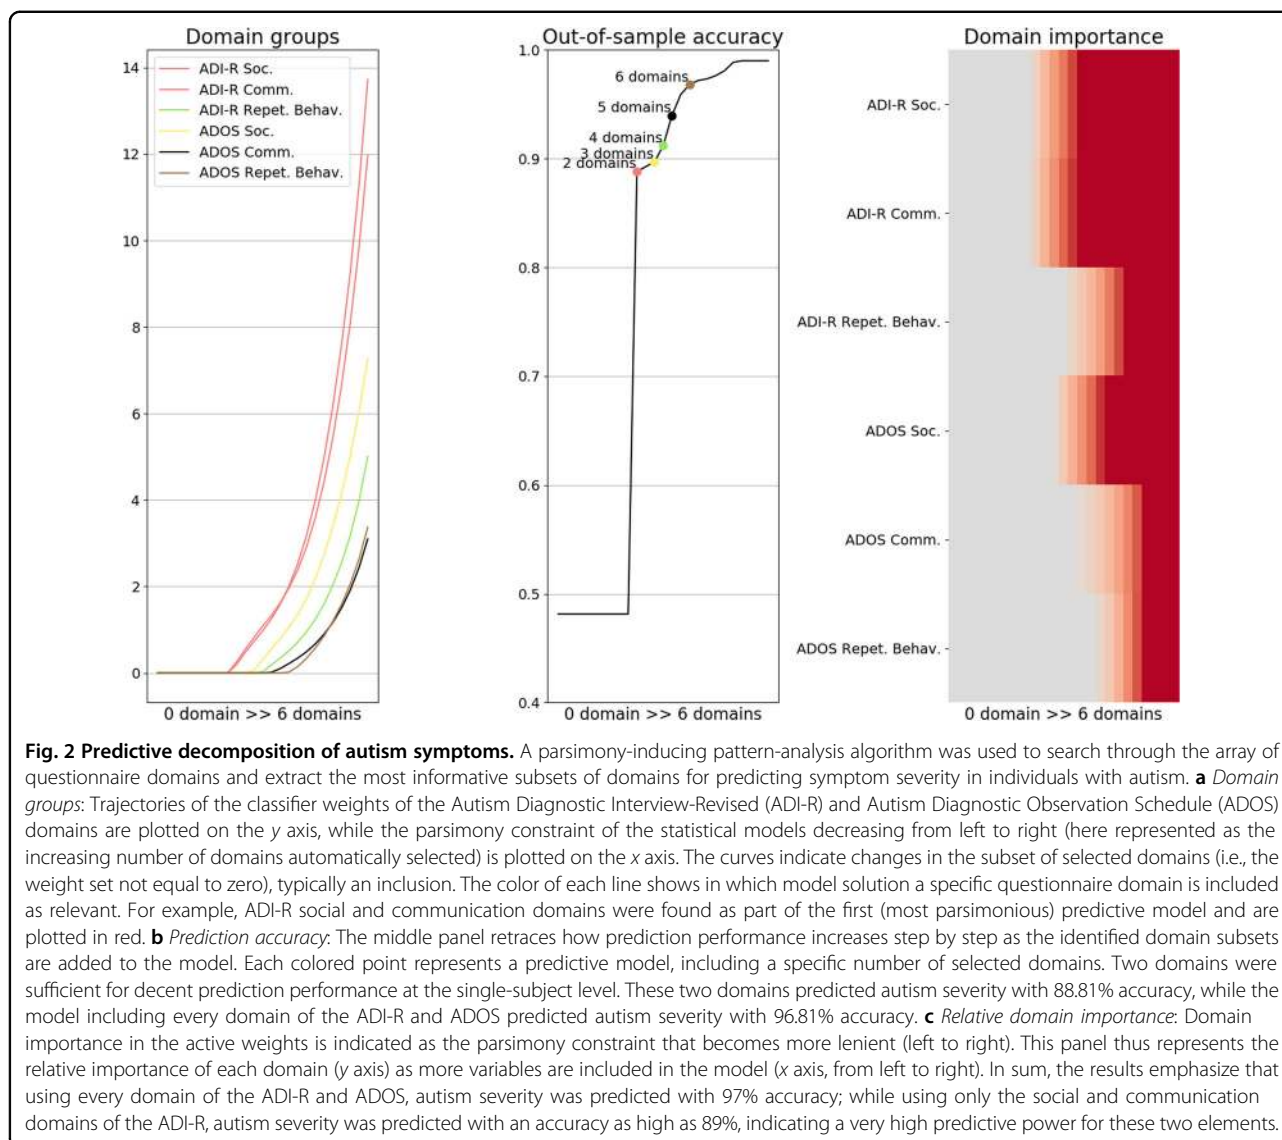 Domain groups
14
12
10
8
6
4
2
0
ADI-R Soc.
ADI-R Comm.
ADI-R Repet. Behav.
ADOS Soc.
ADOS Comm.
ADOS Repet. Behav.
0 domain >> 6 domains
Out-of-sample accuracy
1.0
0.9
0.8
0.7
0.6
0.5
0.4
6 domains
5 domains
4 domains
3 domains
2 domains
0 domain >> 6 domains
Domain importance
ADI-R Soc.
ADI-R Comm.
ADI-R Repet. Behav.
ADOS Soc.
ADOS Comm.
ADOS Repet. Behav.
0 domain >> 6 domains
Fig. 2 Predictive decomposition of autism symptoms. A parsimony-inducing pattern-analysis algorithm was used to search through the array of
questionnaire domains and extract the most informative subsets of domains for predicting symptom severity in individuals with autism. a Domain
groups: Trajectories of the classifier weights of the Autism Diagnostic Interview-Revised (ADI-R) and Autism Diagnostic Observation Schedule (ADOS)
domains are plotted on the y axis, while the parsimony constraint of the statistical models decreasing from left to right (here represented as the
increasing number of domains automatically selected) is plotted on the x axis. The curves indicate changes in the subset of selected domains (i.e., the
weight set not equal to zero), typically an inclusion. The color of each line shows in which model solution a specific questionnaire domain is included
as relevant. For example, ADI-R social and communication domains were found as part of the first (most parsimonious) predictive model and are
plotted in red. b Prediction accuracy: The middle panel retraces how prediction performance increases step by step as the identified domain subsets
are added to the model. Each colored point represents a predictive model, including a specific number of selected domains. Two domains were
sufficient for decent prediction performance at the single-subject level. These two domains predicted autism severity with 88.81% accuracy, while the
model including every domain of the ADI-R and ADOS predicted autism severity with 96.81% accuracy. c Relative domain importance: Domain
importance in the active weights is indicated as the parsimony constraint that becomes more lenient (left to right). This panel thus represents the
relative importance of each domain (y axis) as more variables are included in the model (x axis, from left to right). In sum, the results emphasize that
using every domain of the ADI-R and ADOS, autism severity was predicted with 97% accuracy; while using only the social and communication
domains of the ADI-R, autism severity was predicted with an accuracy as high as 89%, indicating a very high predictive power for these two elements.